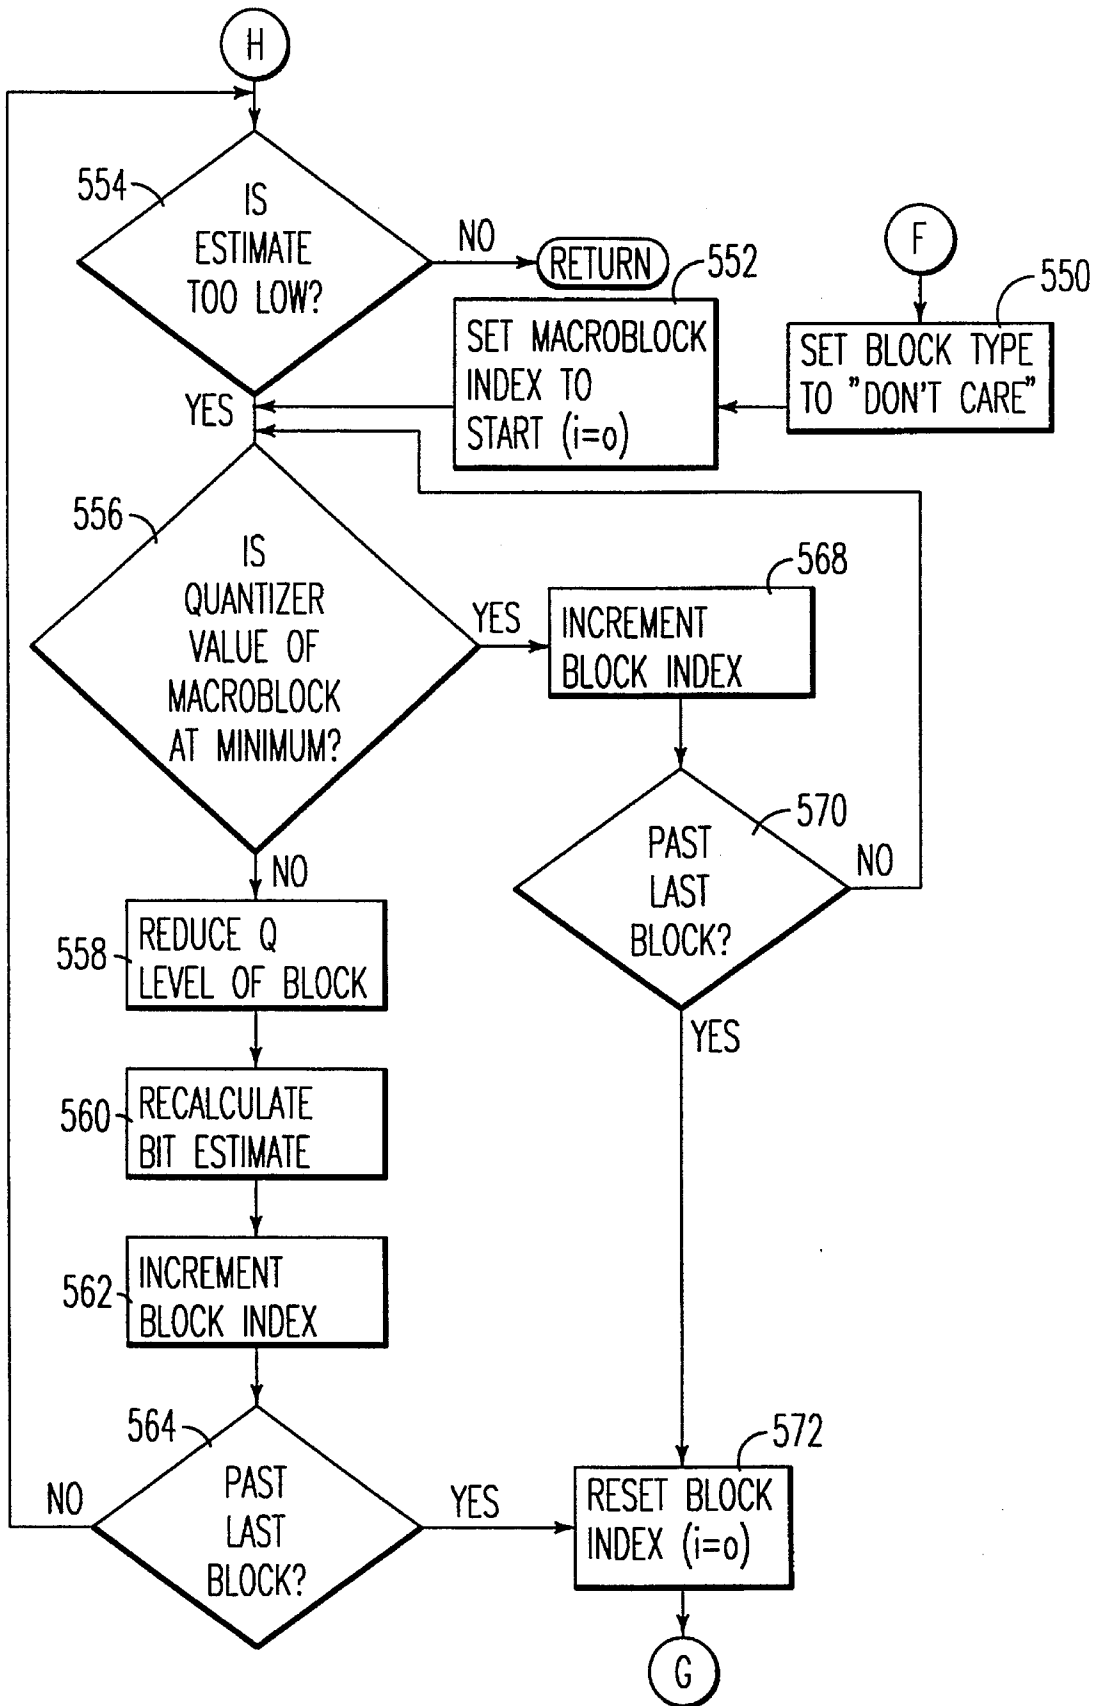 H
554
IS
ESTIMATE
TOO LOW?
NO
RETURN
YES
F
550
SET BLOCK TYPE
TO "DON'T CARE"
552
SET MACROBLOCK
INDEX TO
START (i=o)
556
IS
QUANTIZER
VALUE OF
MACROBLOCK
AT MINIMUM?
YES
NO
568
INCREMENT
BLOCK INDEX
570
PAST
LAST
BLOCK?
NO
YES
558
REDUCE Q
LEVEL OF BLOCK
560
RECALCULATE
BIT ESTIMATE
562
INCREMENT
BLOCK INDEX
564
PAST
LAST
BLOCK?
NO
YES
572
RESET BLOCK
INDEX (i=o)
G